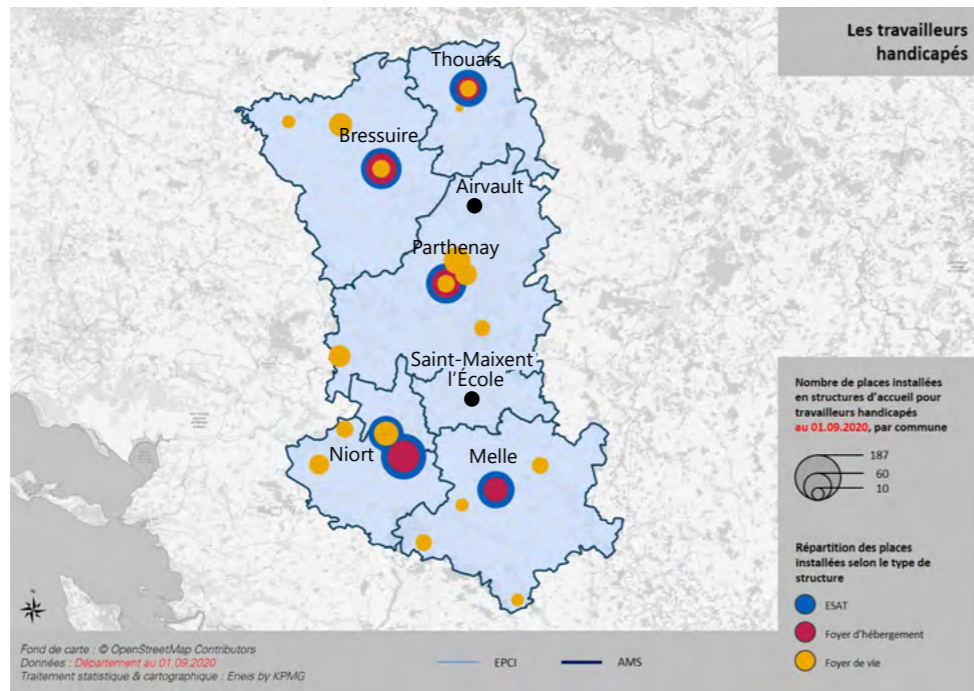 Les travailleurs
handicapés
Thouars
Bressuire
Airvault
Parthenay
Saint-Maixent
l'École
Niort
Melle
Nombre de places installées
en structures d'accueil pour
travailleurs handicapés
au 01.09.2020, par commune
187
60
10
Répartition des places
installées selon le type de
structure
ESAT
Foyer d'hébergement
Foyer de vie
N
Fond de carte : © OpenStreetMap Contributors
Données : Département au 01.09.2020
Traitement statistique & cartographique : Eneis by KPMG
EPCI
AMS